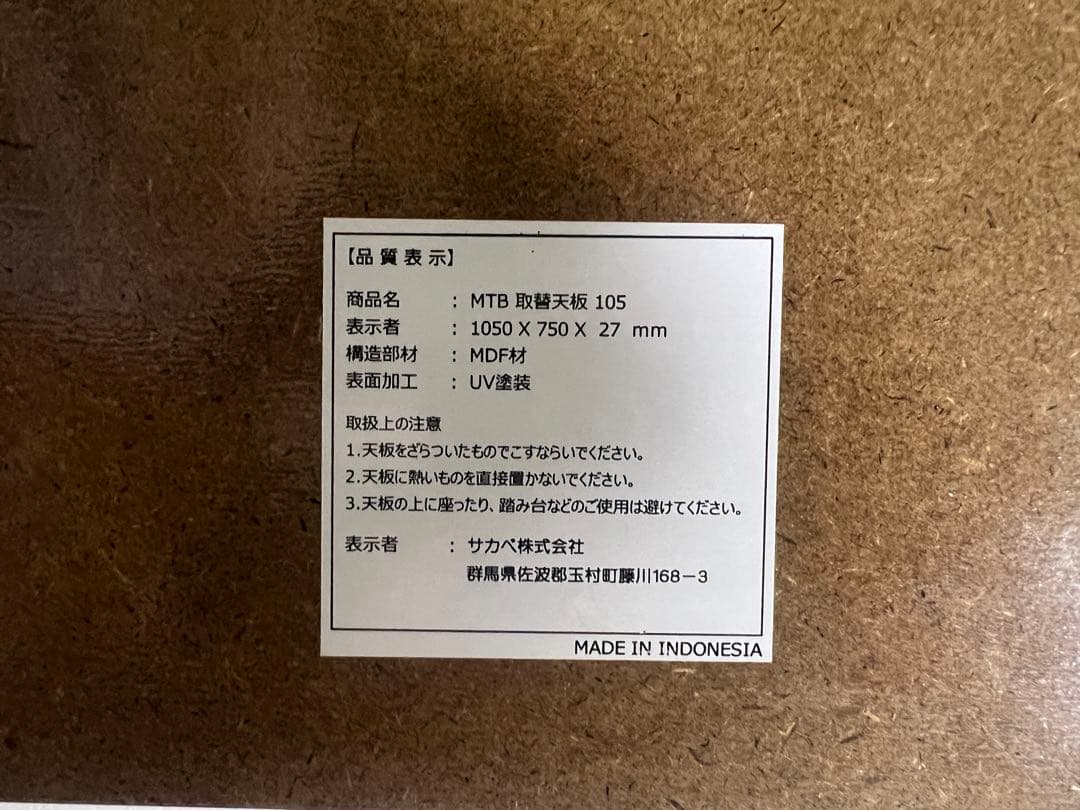 【品質表示】
商品名 : MTB 取替天板 105
表示者 : 1050 X 750 X 27 mm
構造部材 : MDF材
表面加工 : UV塗装
取扱上の注意
1.天板をざらついたものでこすならいでください。
2.天板に熱いものを直接置かないでください。
3.天板の上に座ったり、踏み台などのご使用は避けてください。
表示者 : サカベ株式会社
群馬県佐波郡玉村町藤川168－3
MADE IN INDONESIA